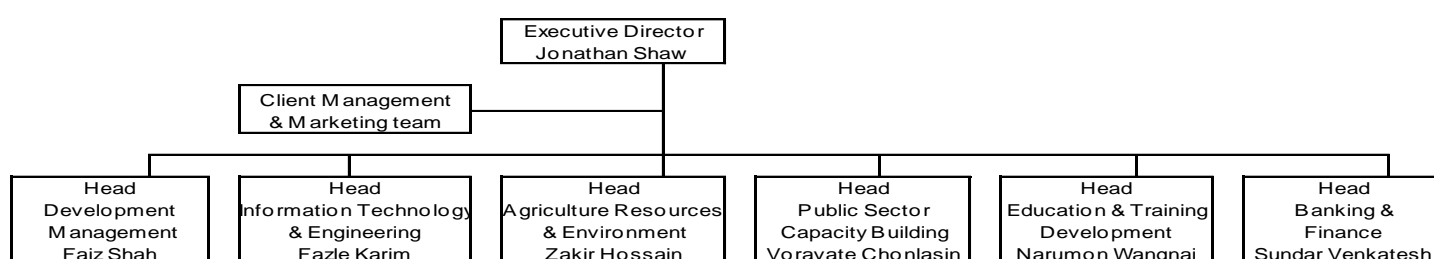 Executive Director
Jonathan Shaw
Client Management
& Marketing team
Head
Development
Management
Faiz Shah
Head
Information Technology
& Engineering
Fazle Karim
Head
Agriculture Resources
& Environment
Zakir Hossain
Head
Public Sector
Capacity Building
Voravate Chonlasin
Head
Education & Training
Development
Narumon Wangnai
Head
Banking &
Finance
Sundar Venkatesh